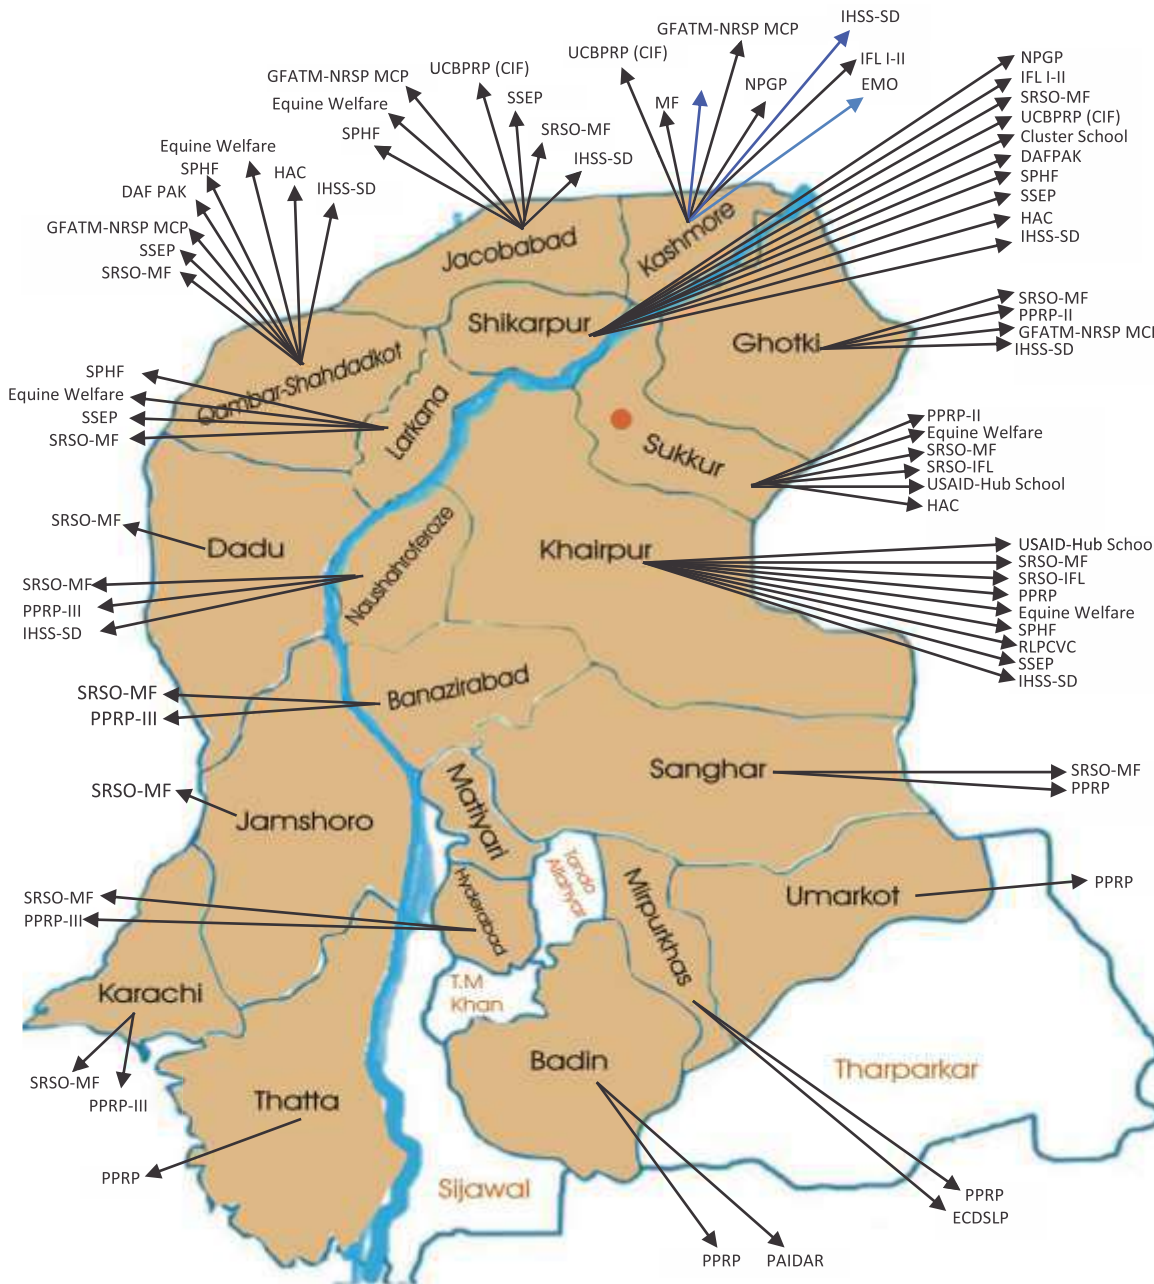 IHSS-SD
GFATM-NRSP MCP
UCBPRP (CIF)
IFL I-II
EMO
NPGP
MF
UCBPRP (CIF)
GFATM-NRSP MCP
SSEP
Equine Welfare
SRSO-MF
SPHF
IHSS-SD
NPGP
IFL I-II
SRSO-MF
UCBPRP (CIF)
Cluster School
DAFPAK
SPHF
SSEP
HAC
IHSS-SD
Equine Welfare
SPHF
HAC
DAF PAK
IHSS-SD
GFATM-NRSP MCP
SSEP
SRSO-MF
Jacobabad
Kashmore
Shikarpur
Ghotki
SRSO-MF
PPRP-II
GFATM-NRSP MCP
IHSS-SD
Qambar-Shahdadkot
SPHF
Equine Welfare
SSEP
SRSO-MF
Larkana
Sukkur
PPRP-II
Equine Welfare
SRSO-MF
SRSO-IFL
USAID-Hub School
HAC
SRSO-MF
Dadu
Naushahroferoze
Khairpur
USAID-Hub Schoo
SRSO-MF
SRSO-IFL
PPRP
Equine Welfare
SPHF
RLPCVC
SSEP
IHSS-SD
SRSO-MF
PPRP-III
IHSS-SD
SRSO-MF
PPRP-III
Banazirabad
Sanghar
SRSO-MF
PPRP
SRSO-MF
Jamshoro
Matiyari
Tando
Allahyar
Hyderabad
Mirpurkhas
Umarkot
PPRP
SRSO-MF
PPRP-III
Karachi
T.M
Khan
Badin
Tharparkar
SRSO-MF
PPRP-III
Thatta
PPRP
Sijawal
PPRP
ECDSLP
PPRP
PAIDAR